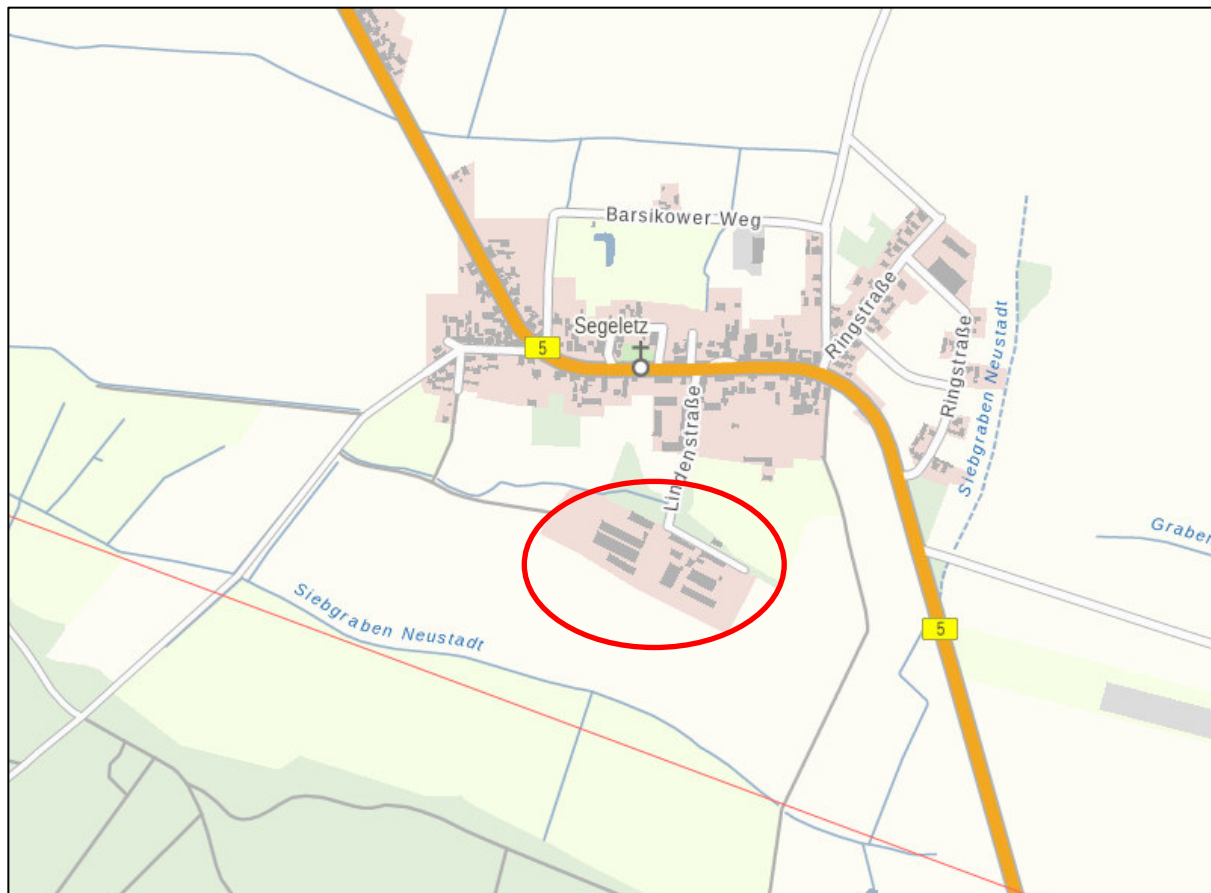 Barsikower Weg
Segeletz
5
Ringstraße
Ringstraße
Siebgraben Neustadt
Lindenstraße
Graben
Siebgraben Neustadt
5